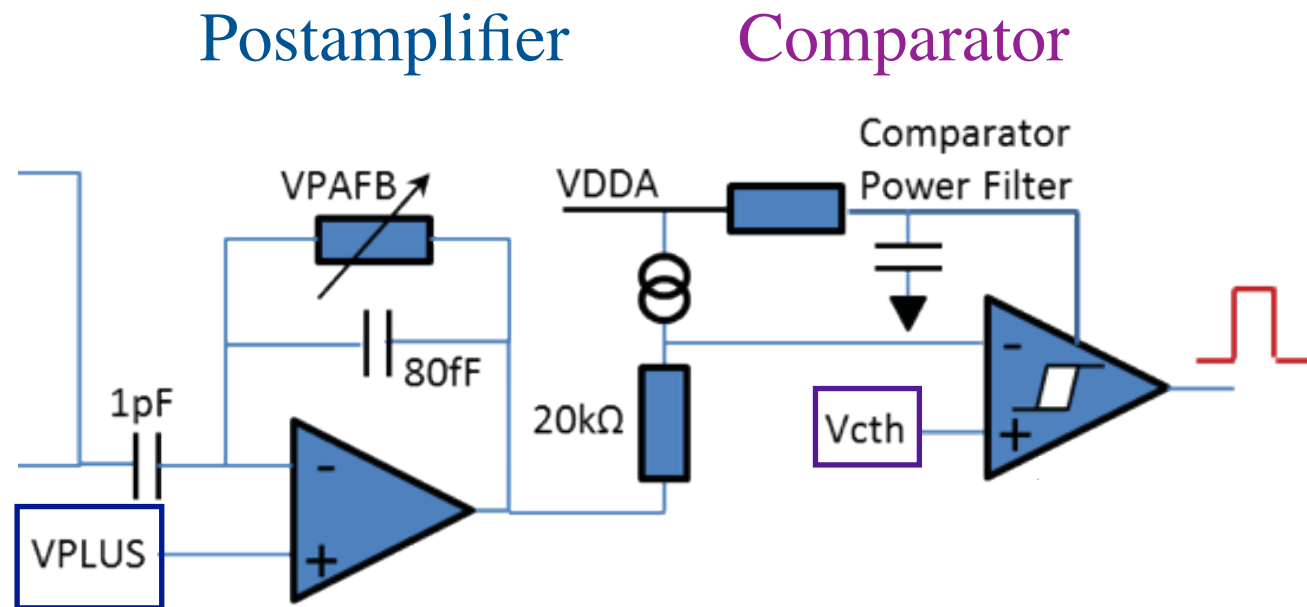 Postamplifier
Comparator
Comparator
Power Filter
VPAFB
VDDA
80fF
1pF
20kΩ
Vcth
-
+
-
+
VPLUS